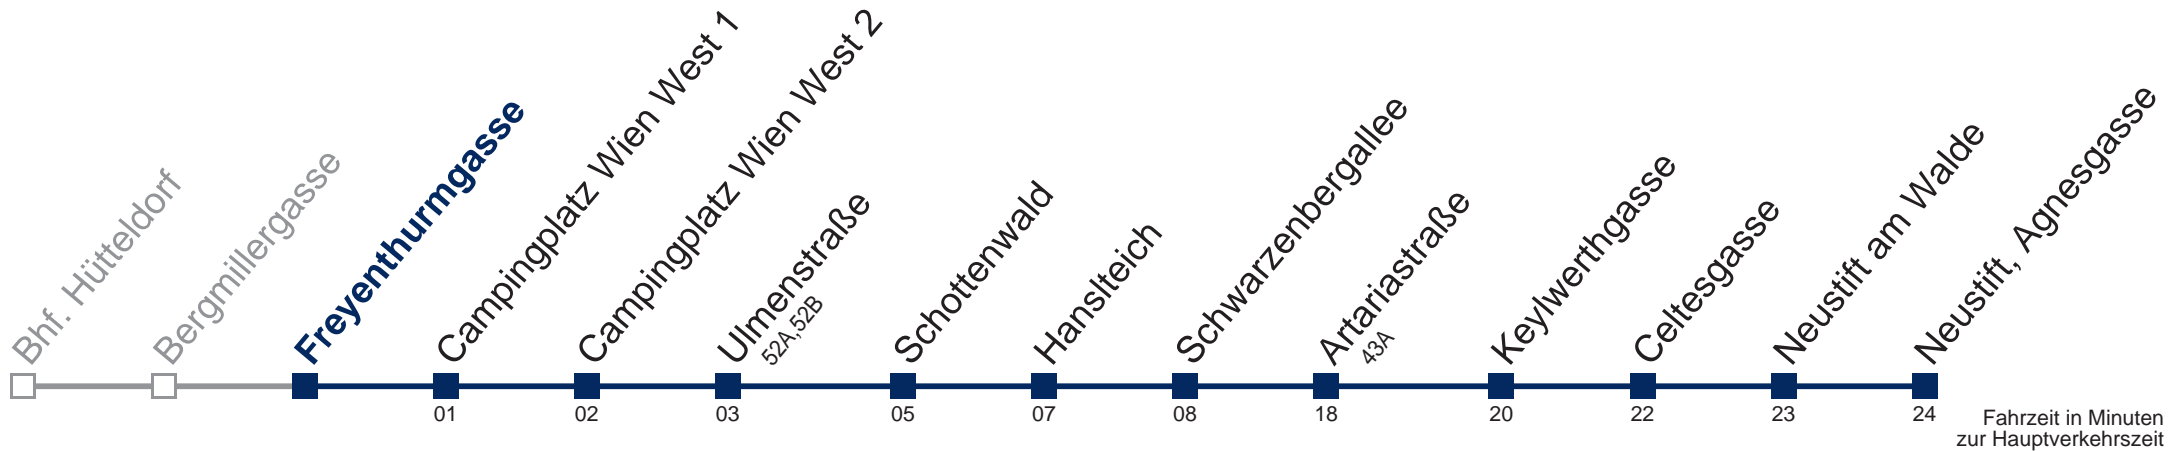 Bhf. Hütteldorf
Bergmillergasse
Freyenthurmgasse
Campingplatz Wien West 1
Campingplatz Wien West 2
Ulmenstraße
52A,52B
Schottenwald
Hanslteich
Schwarzenbergallee
Artariastraße
43A
Keylwerthgasse
Celtesgasse
Neustift am Walde
Neustift, Agnesgasse
01 02 03 05 07 08 18 20 22 23 24
Fahrzeit in Minuten
zur Hauptverkehrszeit